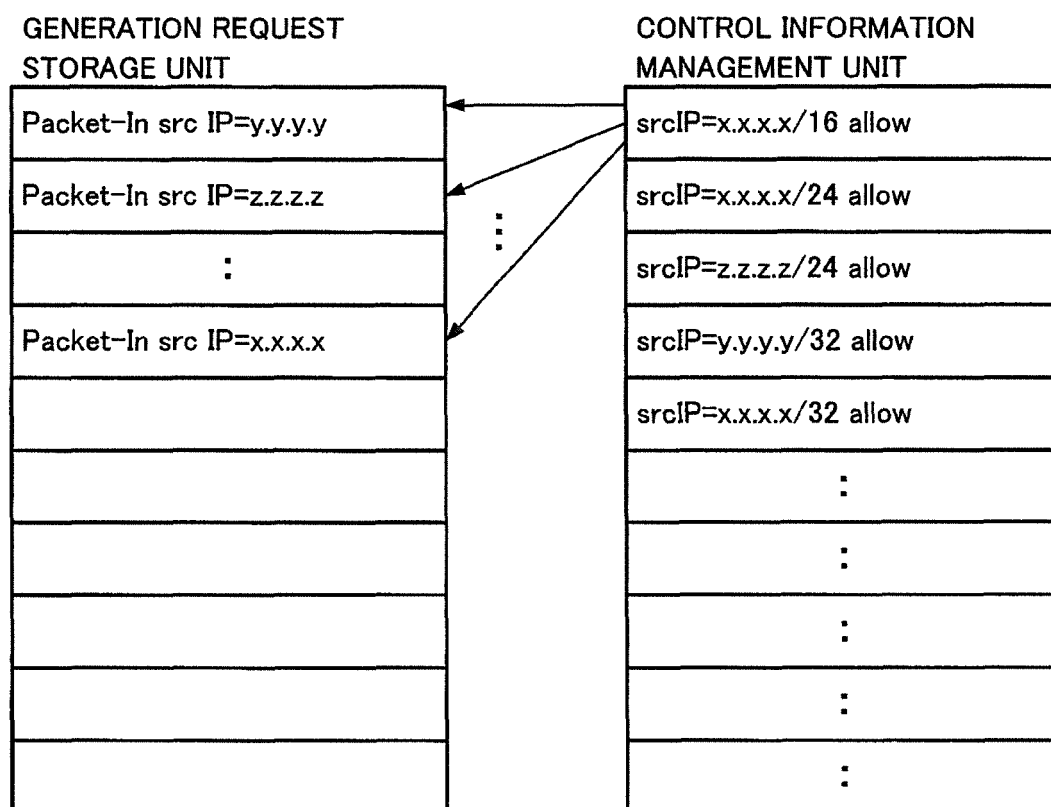 GENERATION REQUEST
STORAGE UNIT
Packet-In src IP=y.y.y.y
Packet-In src IP=z.z.z.z
:
Packet-In src IP=x.x.x.x
⋮
CONTROL INFORMATION
MANAGEMENT UNIT
srcIP=x.x.x.x/16 allow
srcIP=x.x.x.x/24 allow
srcIP=z.z.z.z/24 allow
srcIP=y.y.y.y/32 allow
srcIP=x.x.x.x/32 allow
:
:
:
:
: